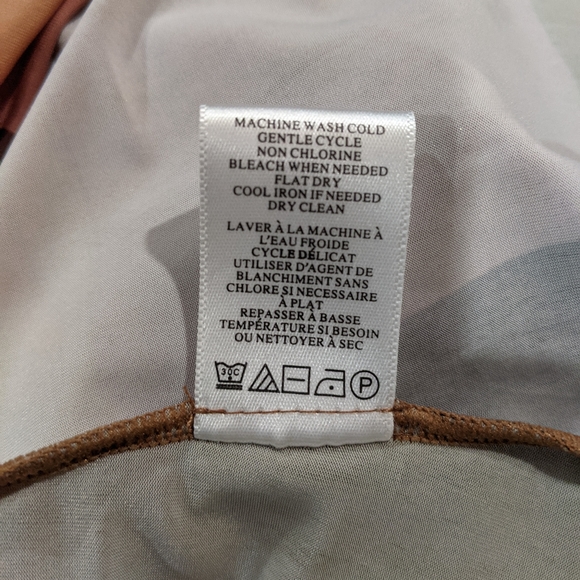 MACHINE WASH COLD
GENTLE CYCLE
NON CHLORINE
BLEACH WHEN NEEDED
FLAT DRY
COOL IRON IF NEEDED
DRY CLEAN
LAVER À LA MACHINE À
L'EAU FROIDE
CYCLE DÉLICAT
UTILISER D'AGENT DE
BLANCHIMENT SANS
CHLORE SI NECESSAIRE
À PLAT
REPASSER À BASSE
TEMPÉRATURE SI BESOIN
OU NETTOYER À SEC
30C P